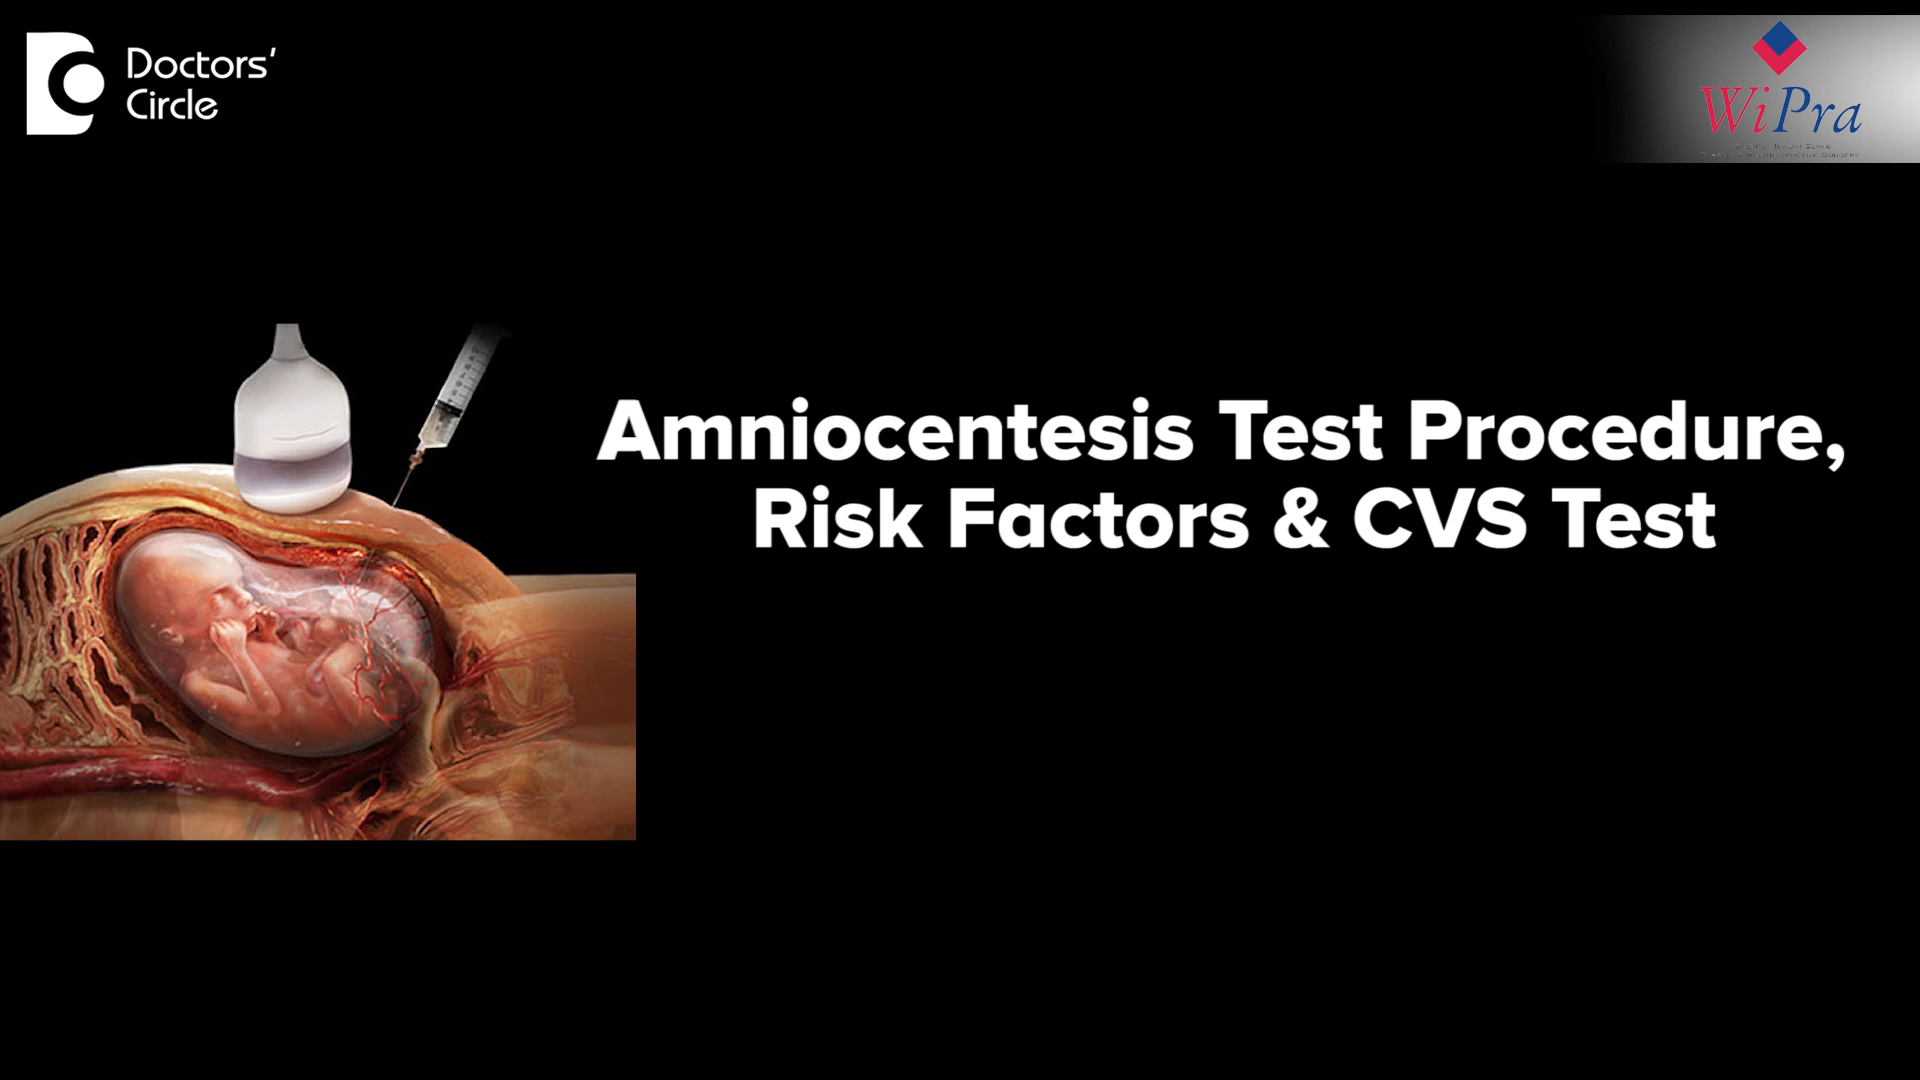 Doctors'
Circle
WiPra
Amniocentesis Test Procedure,
Risk Factors & CVS Test